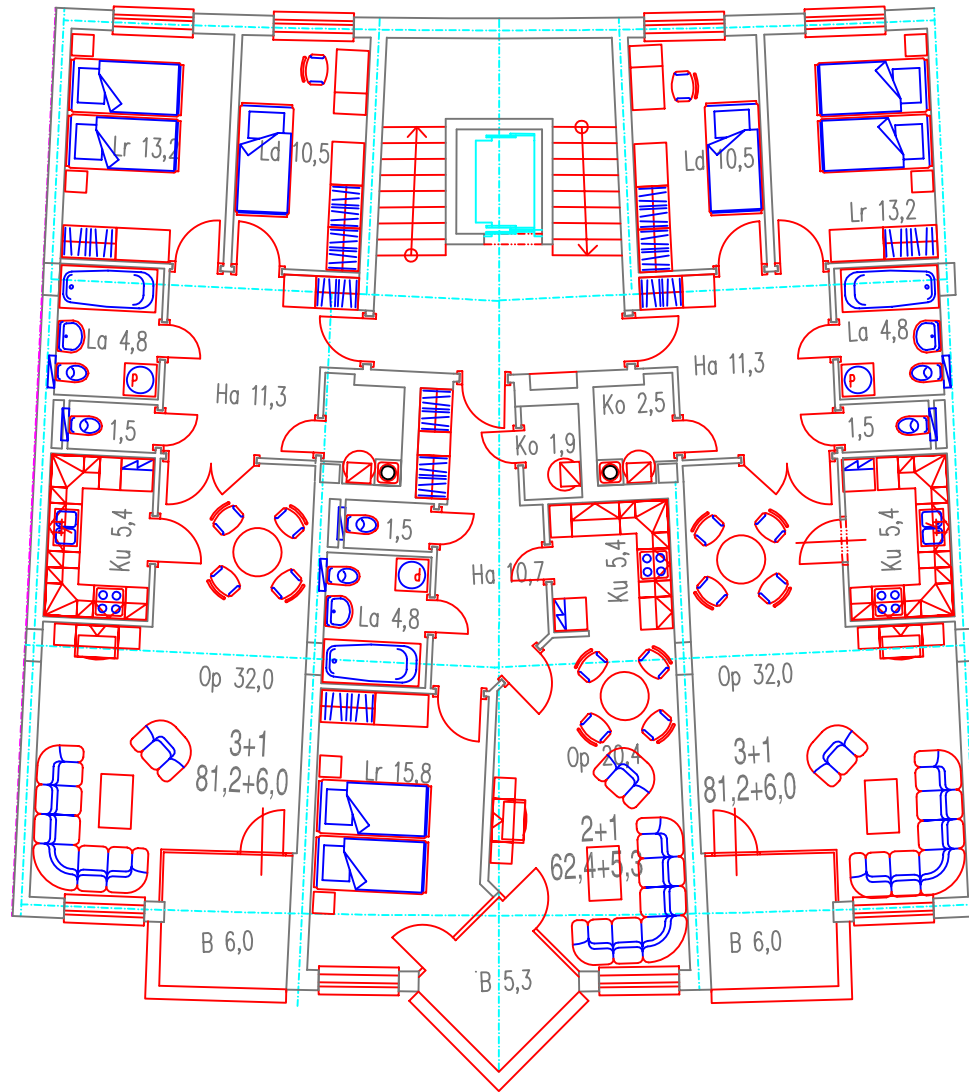 Lr 13,2
Ld 10,5
Ld 10,5
Lr 13,2
La 4,8
La 4,8
P
P
Ha 11,3
Ha 11,3
Ko 2,5
1,5
1,5
Ko 1,9
Ku 5,4
1,5
Ku 5,4
Ku 5,4
Ha 10,7
P
La 4,8
Op 32,0
Op 32,0
3+1
81,2+6,0
Lr 15,8
Op 20,4
3+1
81,2+6,0
2+1
62,4+5,3
B 6,0
B 6,0
B 5,3